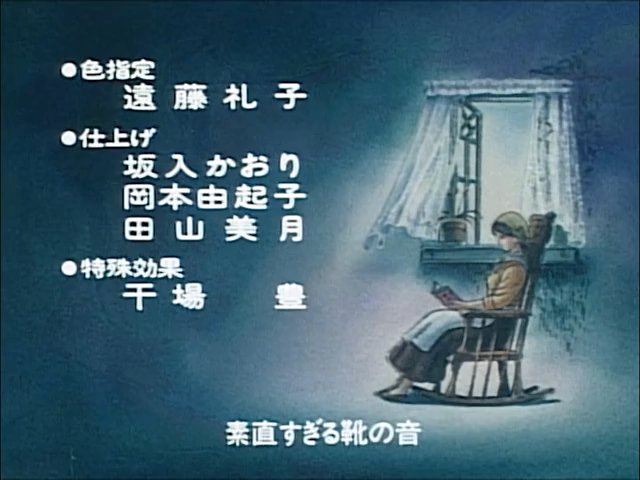 ●色指定
遠藤礼子
●仕上げ
坂入かおり
岡本由起子
田山美月
●特殊効果
干場 豊
素直すぎる靴の音